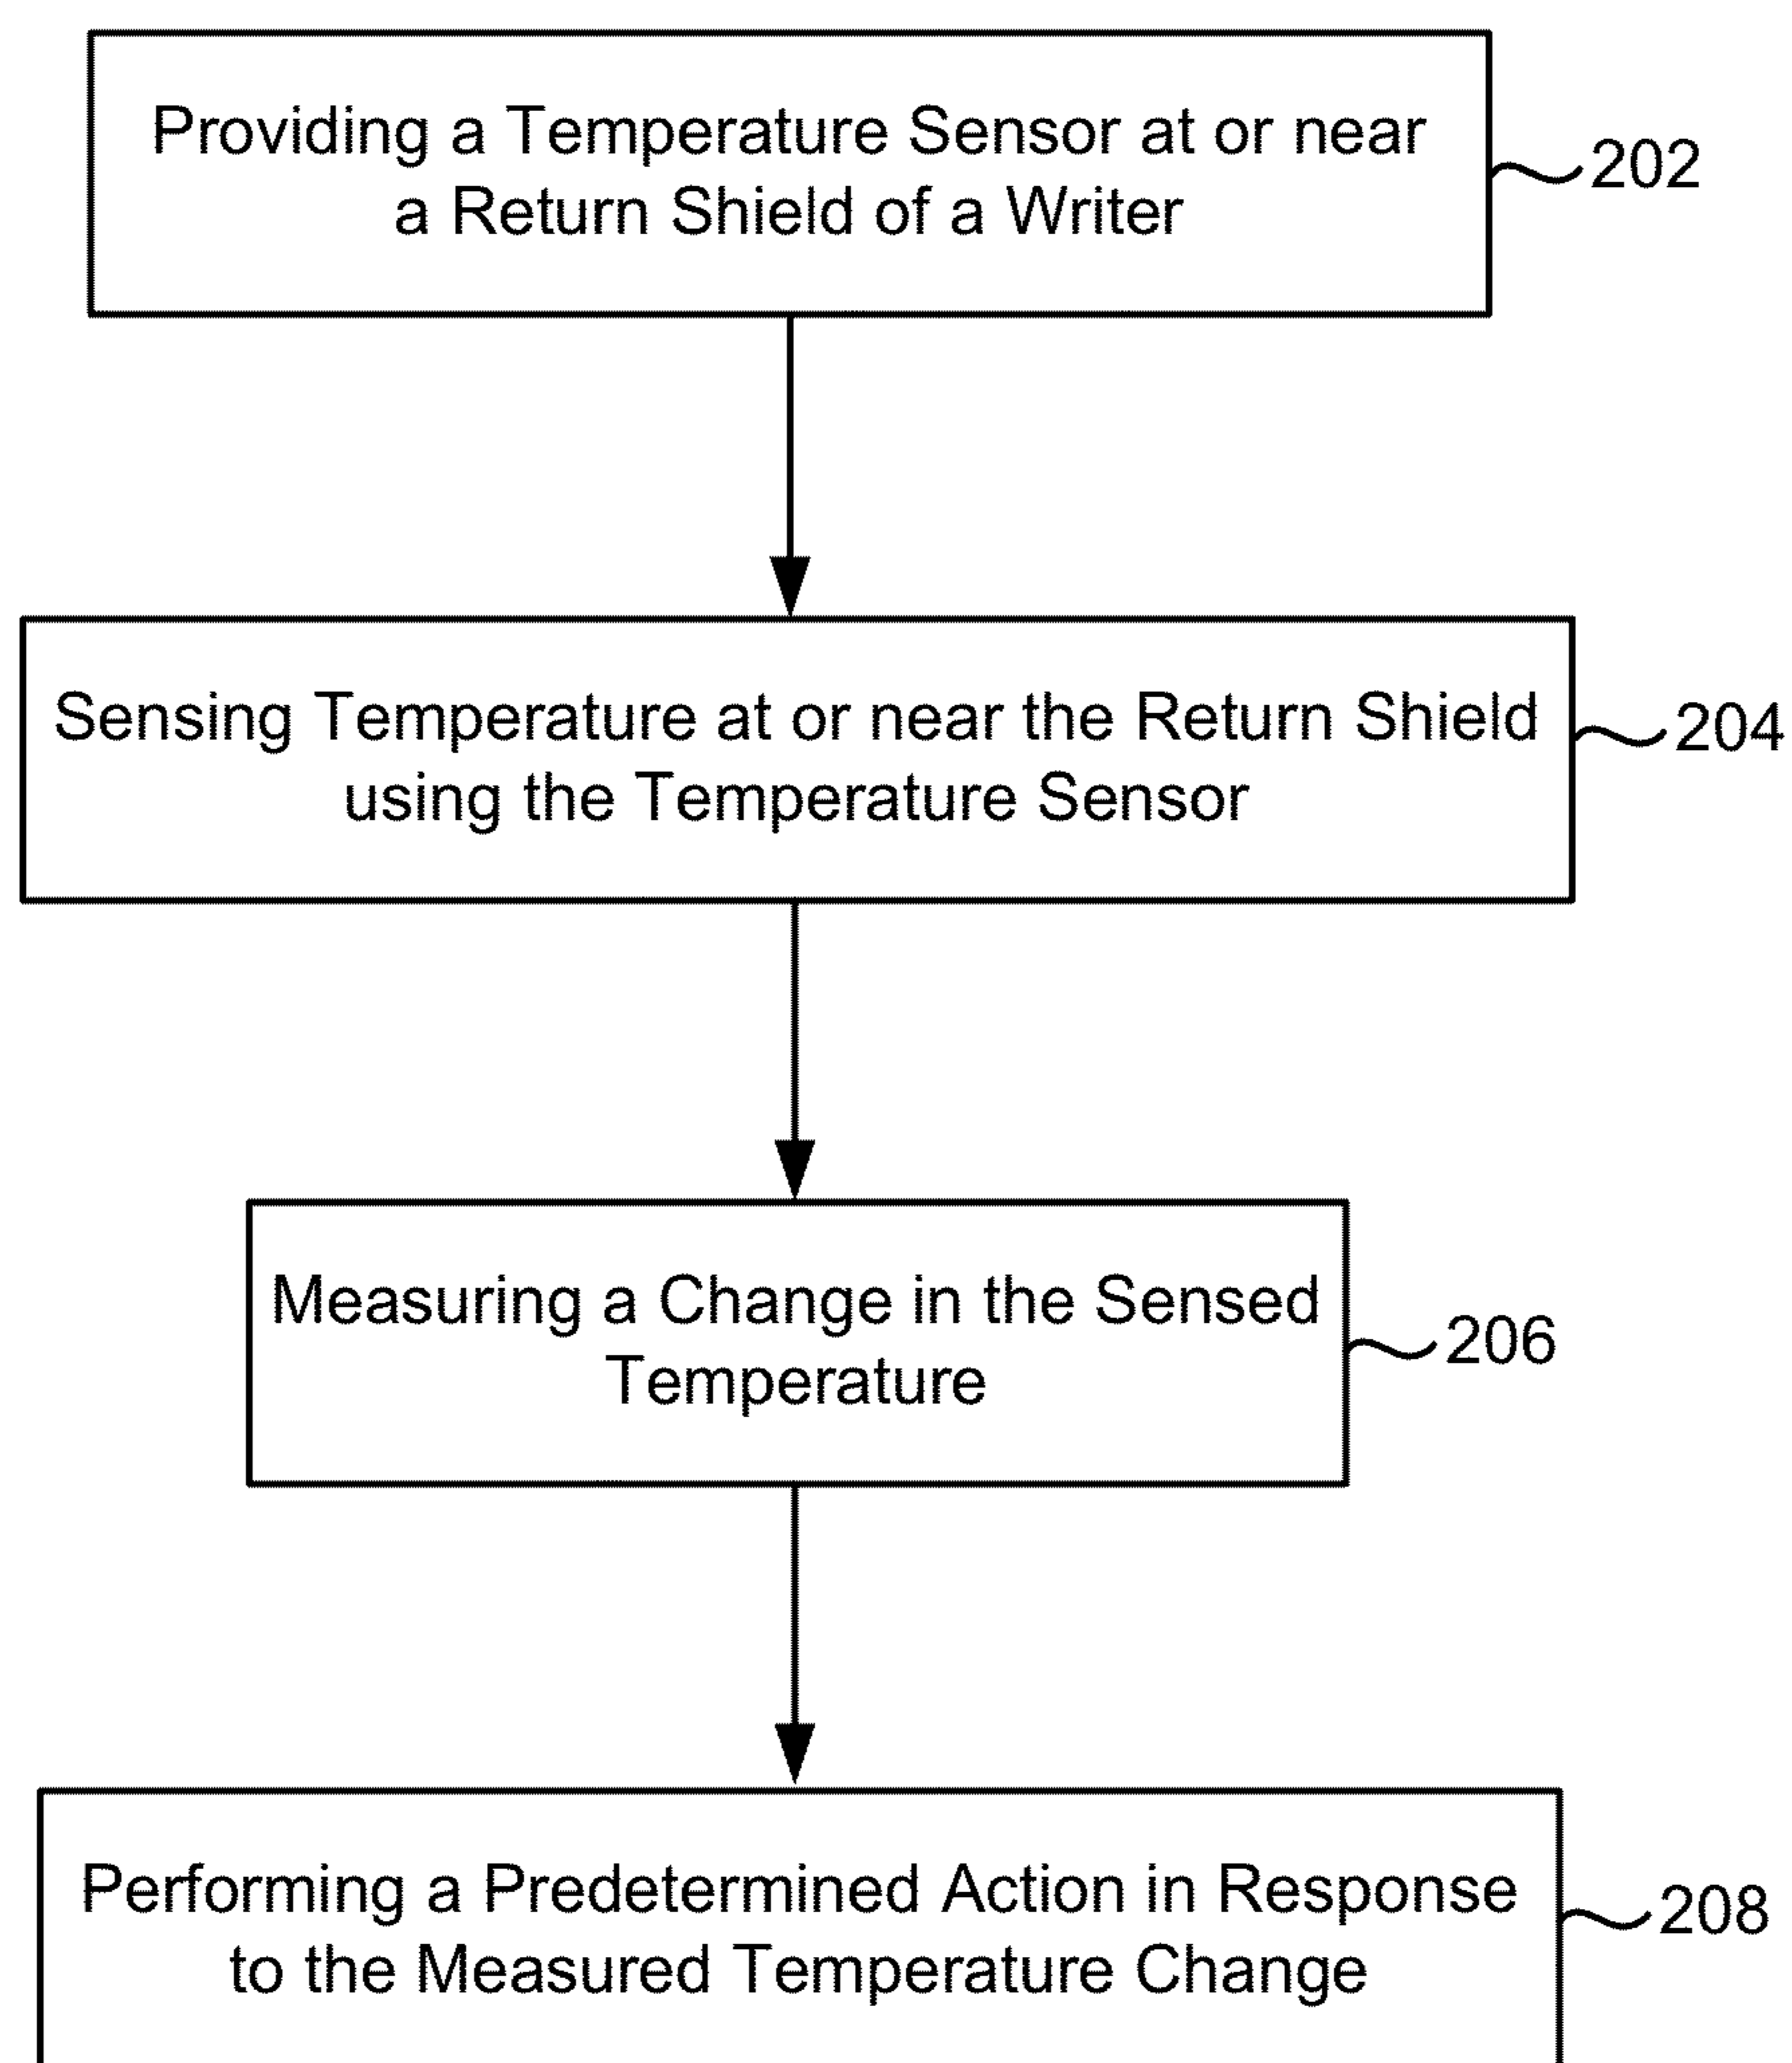 Providing a Temperature Sensor at or near
a Return Shield of a Writer
202
Sensing Temperature at or near the Return Shield
using the Temperature Sensor
204
Measuring a Change in the Sensed
Temperature
206
Performing a Predetermined Action in Response
to the Measured Temperature Change
208